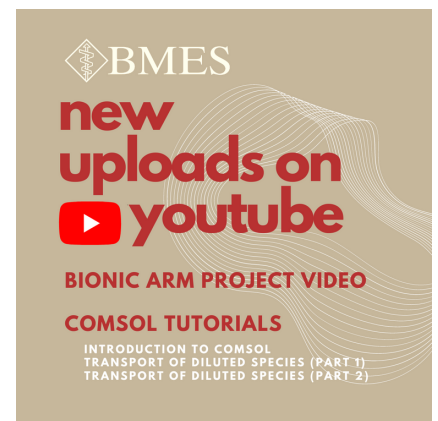 BMES
new
uploads on
youtube
BIONIC ARM PROJECT VIDEO
COMSOL TUTORIALS
INTRODUCTION TO COMSOL
TRANSPORT OF DILUTED SPECIES (PART 1)
TRANSPORT OF DILUTED SPECIES (PART 2)